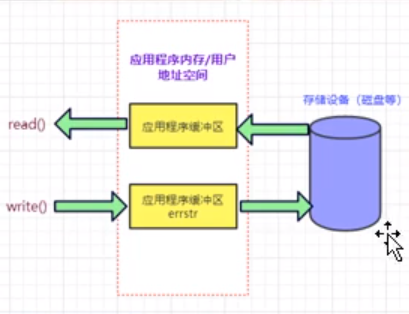 应用程序内存/用户
地址空间
存储设备（磁盘等）
read()
应用程序缓冲区
write()
应用程序缓冲区
errstr